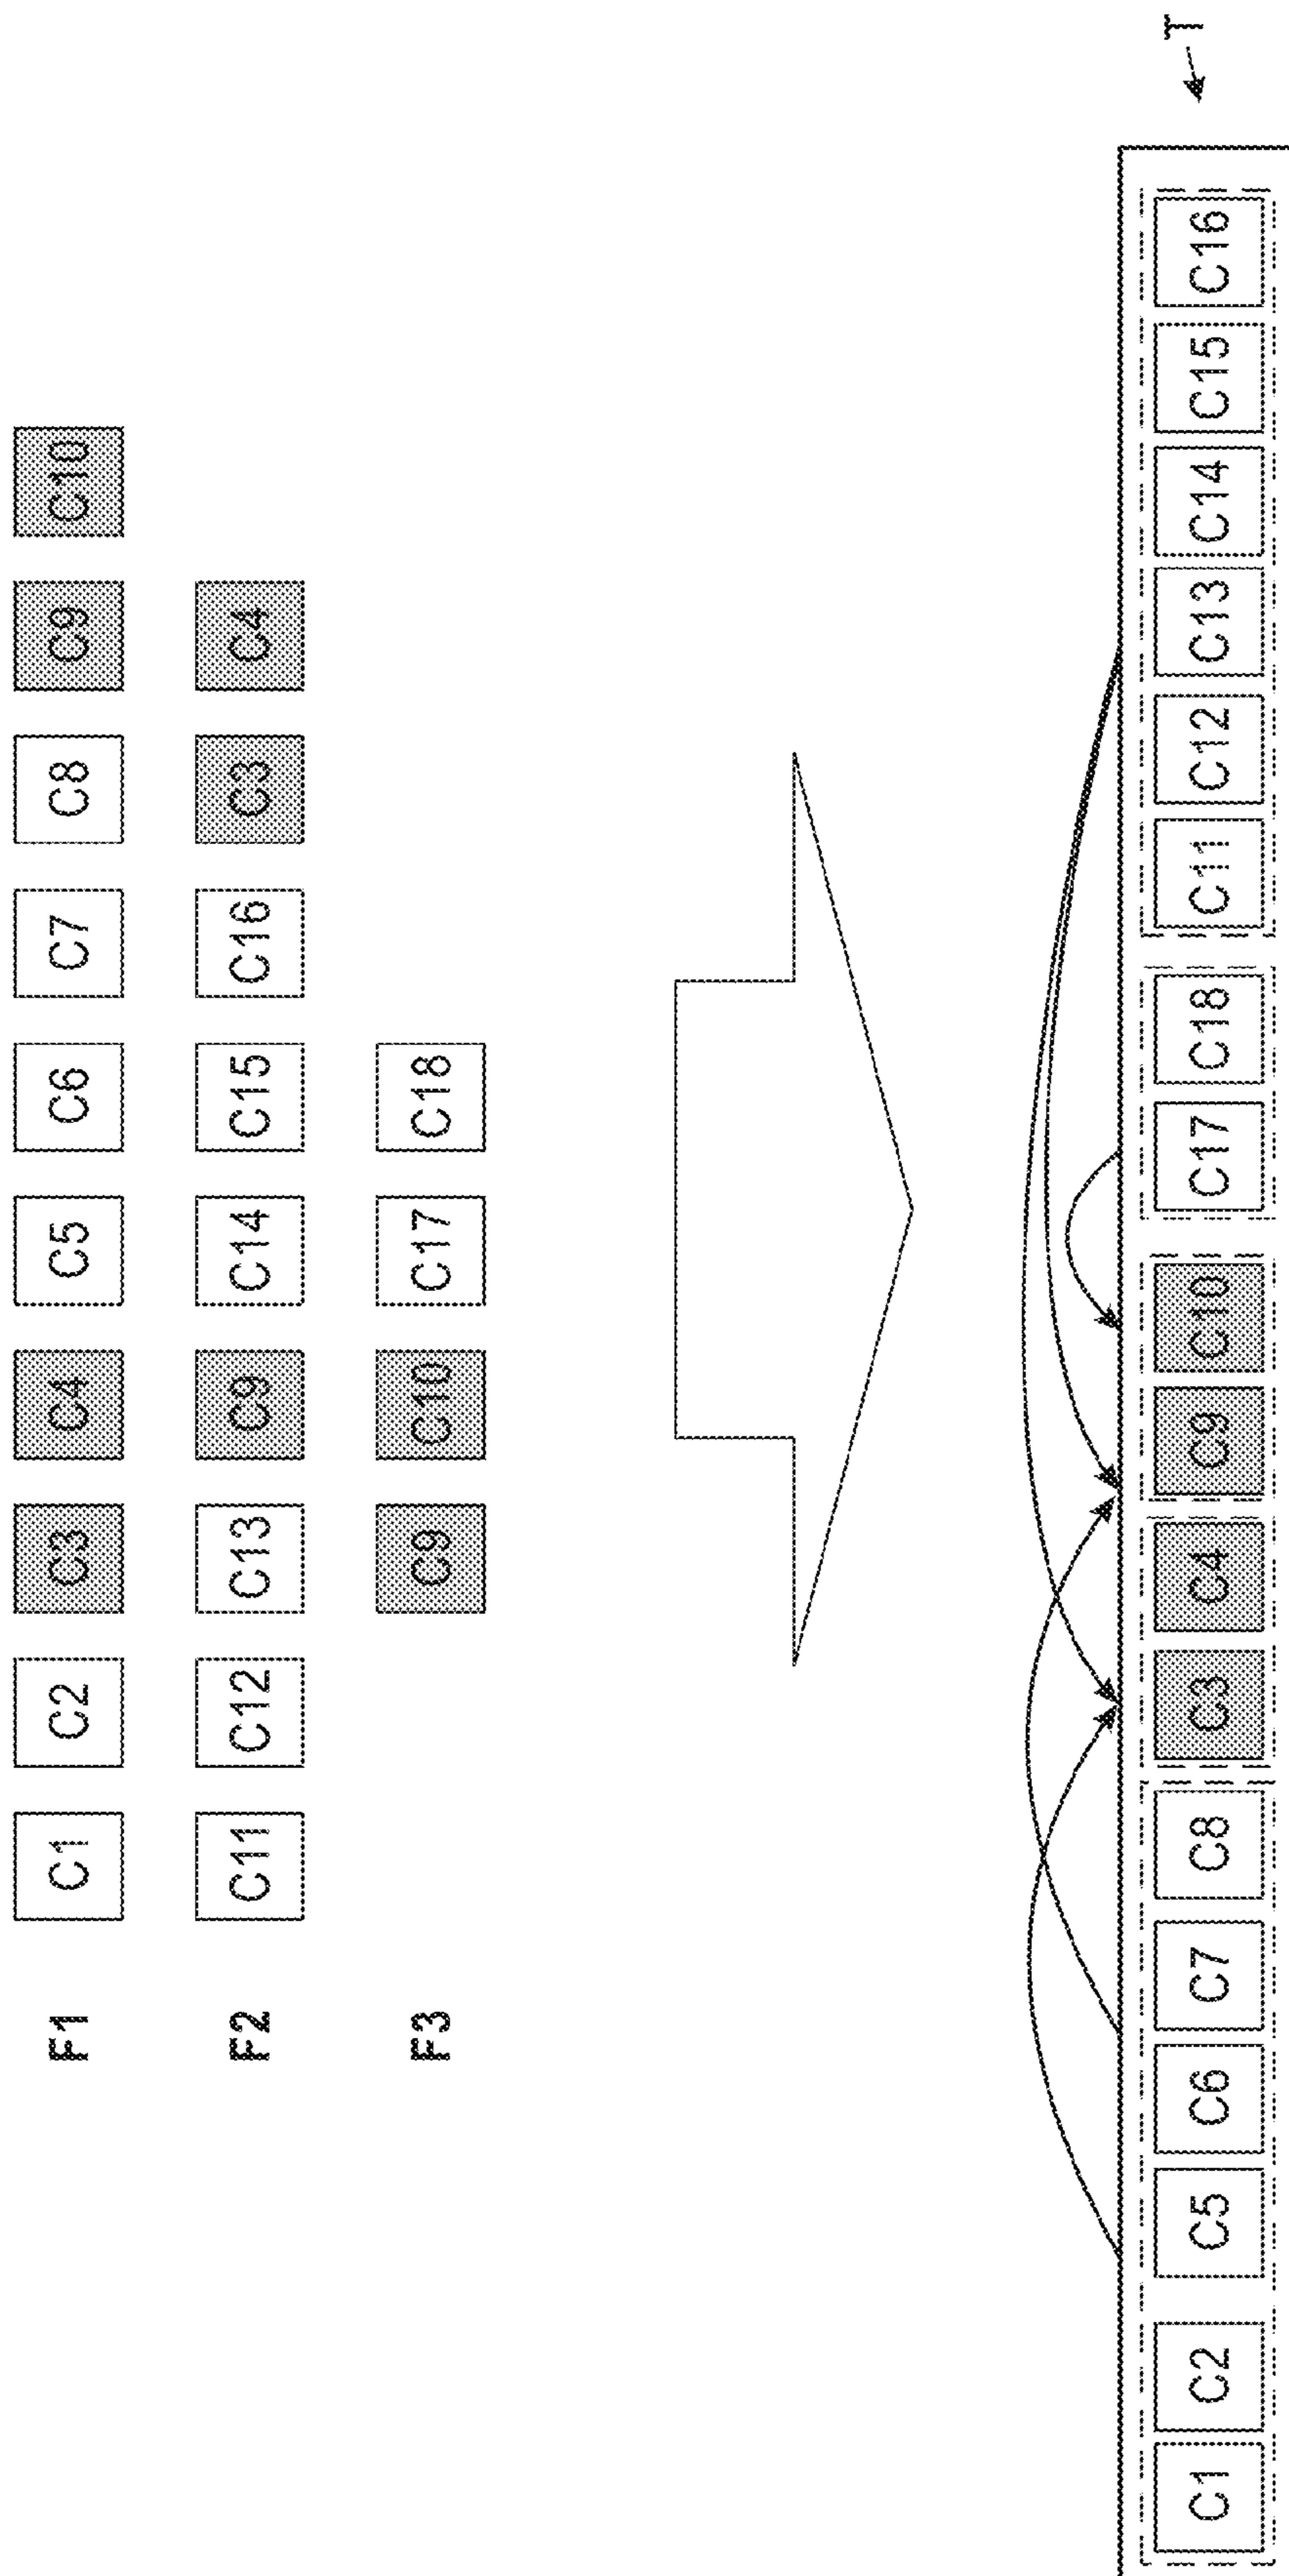 F1 C1 C2 C3 C4 C5 C6 C7 C8 C9 C10
F2 C11 C12 C13 C9 C14 C15 C16 C3 C4
F3 C9 C10 C17 C18
T
C1 C2 C5 C6 C7 C8 C3 C4 C9 C10 C17 C18 C11 C12 C13 C14 C15 C16